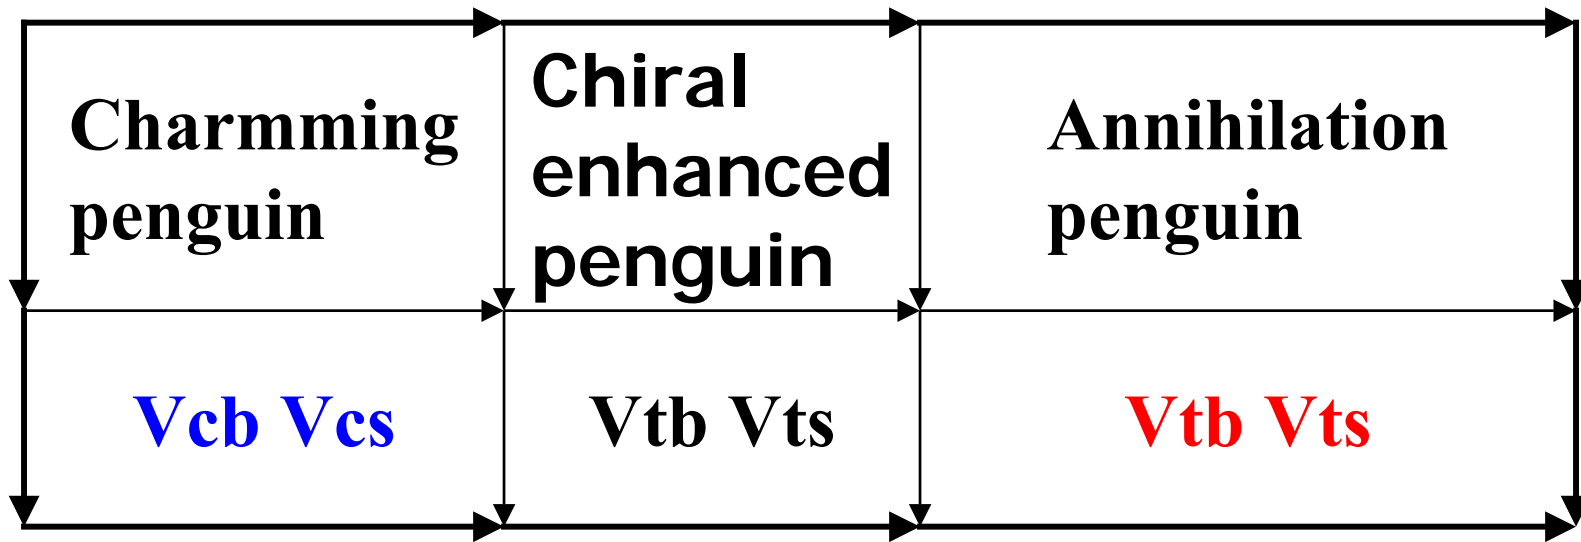 Charmming
penguin
Chiral
enhanced
penguin
Annihilation
penguin
Vcb Vcs
Vtb Vts
Vtb Vts